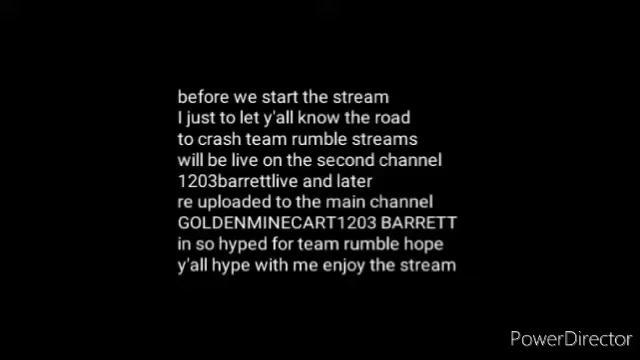 before we start the stream
I just to let y'all know the road
to crash team rumble streams
will be live on the second channel
1203barrettlive and later
re uploaded to the main channel
GOLDENMINECART1203 BARRETT
in so hyped for team rumble hope
y'all hype with me enjoy the stream
PowerDirector